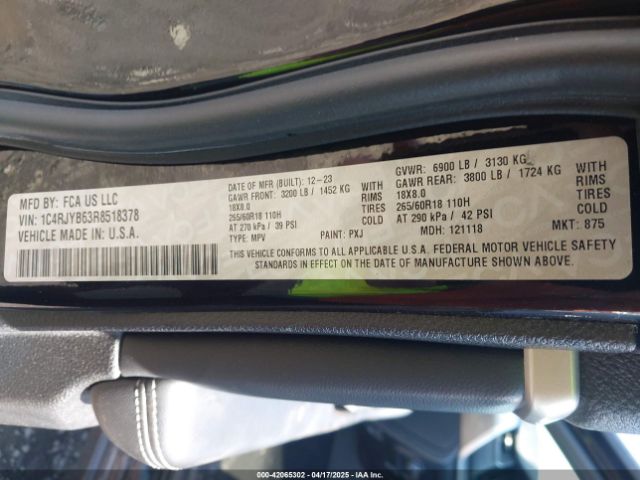 MFD BY: FCA US LLC
VIN: 1C4RJYB63R8518378
VEHICLE MADE IN U.S.A.
DATE OF MFR (BUILT): 12-23
GAWR FRONT: 3200 LB / 1452 KG WITH
18X8.0 RIMS
265/60R18 110H TIRES
AT 270 kPa / 39 PSI COLD
TYPE: MPV PAINT: PXJ
GVWR: 6900 LB / 3130 KG
GAWR REAR: 3800 LB / 1724 KG WITH
18X8.0 RIMS
265/60R18 110H TIRES
AT 290 kPa / 42 PSI COLD
MDH: 121118 MKT: 875
THIS VEHICLE CONFORMS TO ALL APPLICABLE U.S.A. FEDERAL MOTOR VEHICLE SAFETY
STANDARDS IN EFFECT ON THE DATE OF MANUFACTURE SHOWN ABOVE.
000-42065302 - 04/17/2025 - IAAI.COM